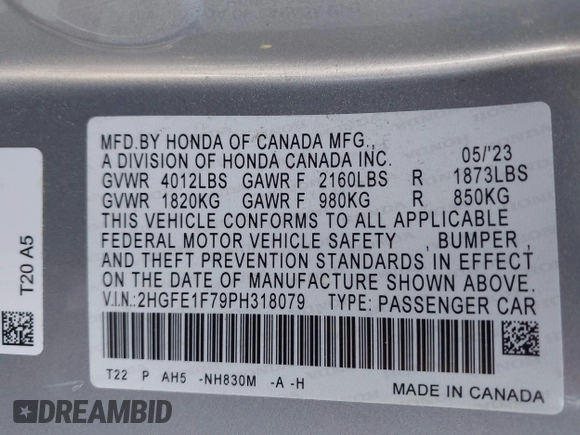 MFD.BY HONDA OF CANADA MFG.,
A DIVISION OF HONDA CANADA INC. 05/'23
GVWR 4012LBS GAWR F 2160LBS R 1873LBS
GVWR 1820KG GAWR F 980KG R 850KG
THIS VEHICLE CONFORMS TO ALL APPLICABLE
FEDERAL MOTOR VEHICLE SAFETY , BUMPER ,
AND THEFT PREVENTION STANDARDS IN EFFECT
ON THE DATE OF MANUFACTURE SHOWN ABOVE.
V.I.N.:2HGFE1F79PH318079 TYPE: PASSENGER CAR
T22 P AH5 -NH830M -A -H
MADE IN CANADA
T20 A5
DREAMBID